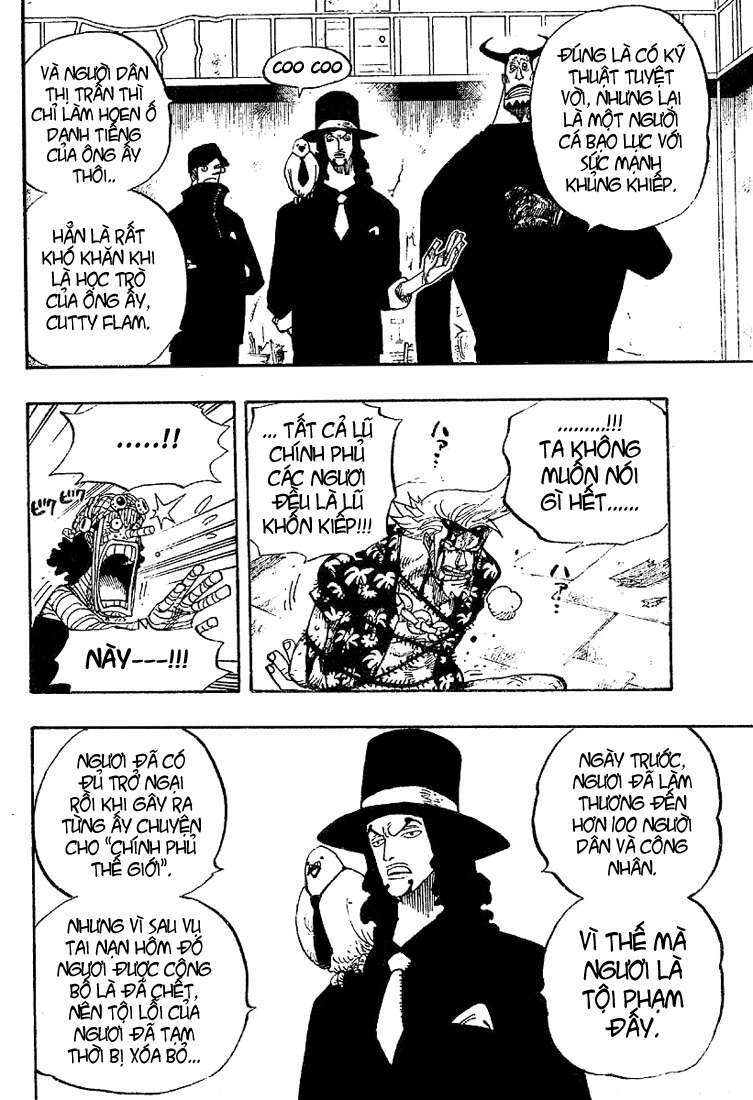 ĐÚNG LÀ CÓ KỸ
THUẬT TUYỆT
VỜI, NHƯNG LẠI
LÀ MỘT NGƯỜI
CÁ BẠO LỰC VỚI
SỨC MẠNH
KHỦNG KHIẾP.
COO COO
VÀ NGƯỜI DÂN
THỊ TRẤN THÌ
CHỈ LÀM HOEN Ố
DANH TIẾNG
CỦA ÔNG ẤY
THÔI..
HẲN LÀ RẤT
KHÓ KHĂN KHI
LÀ HỌC TRÒ
CỦA ÔNG ẤY,
CUTTY FLAM.
.........!!!
TA KHÔNG
MUỐN NÓI
GÌ HẾT......
... TẤT CẢ LŨ
CHÍNH PHỦ
CÁC NGƯƠI
ĐỀU LÀ LŨ
KHỐN KIẾP!!!
.....!!
ビクビクッ
NÀY---!!!
NGÀY TRƯỚC,
NGƯƠI ĐÃ LÀM
THƯƠNG ĐẾN
HƠN 100 NGƯỜI
DÂN VÀ CÔNG
NHÂN.
VÌ THẾ MÀ
NGƯƠI LÀ
TỘI PHẠM
ĐẤY.
NGƯƠI ĐÃ CÓ
ĐỦ TRỞ NGẠI
RỒI KHI GÂY RA
TỪNG ẤY CHUYỆN
CHO "CHÍNH PHỦ
THẾ GIỚI".
NHƯNG VÌ SAU VỤ
TAI NẠN HÔM ĐÓ
NGƯƠI ĐƯỢC CÔNG
BỐ LÀ ĐÃ CHẾT,
NÊN TỘI LỖI CỦA
NGƯƠI ĐÃ TẠM
THỜI BỊ XÓA BỎ...